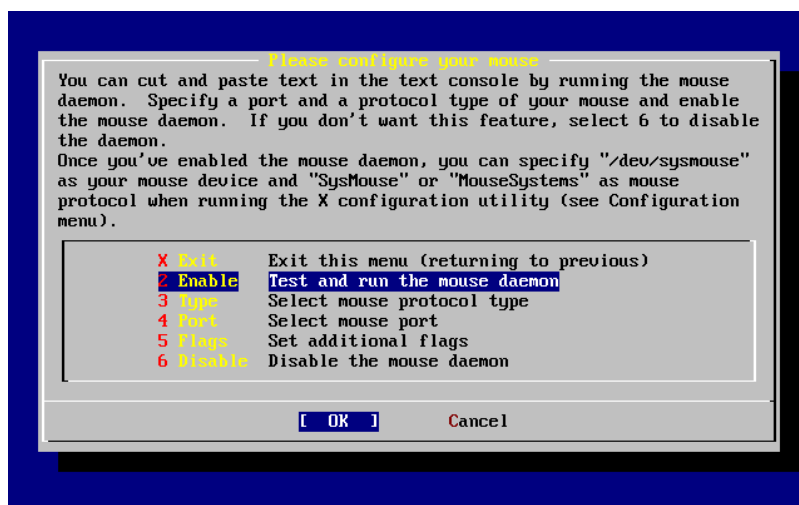 Please configure your mouse
You can cut and paste text in the text console by running the mouse
daemon.  Specify a port and a protocol type of your mouse and enable
the mouse daemon.  If you don't want this feature, select 6 to disable
the daemon.
Once you've enabled the mouse daemon, you can specify "/dev/sysmouse"
as your mouse device and "SysMouse" or "MouseSystems" as mouse
protocol when running the X configuration utility (see Configuration
menu).
X Exit Exit this menu (returning to previous)
2 Enable Test and run the mouse daemon
3 Type Select mouse protocol type
4 Port Select mouse port
5 Flags Set additional flags
6 Disable Disable the mouse daemon
[ OK ] Cancel